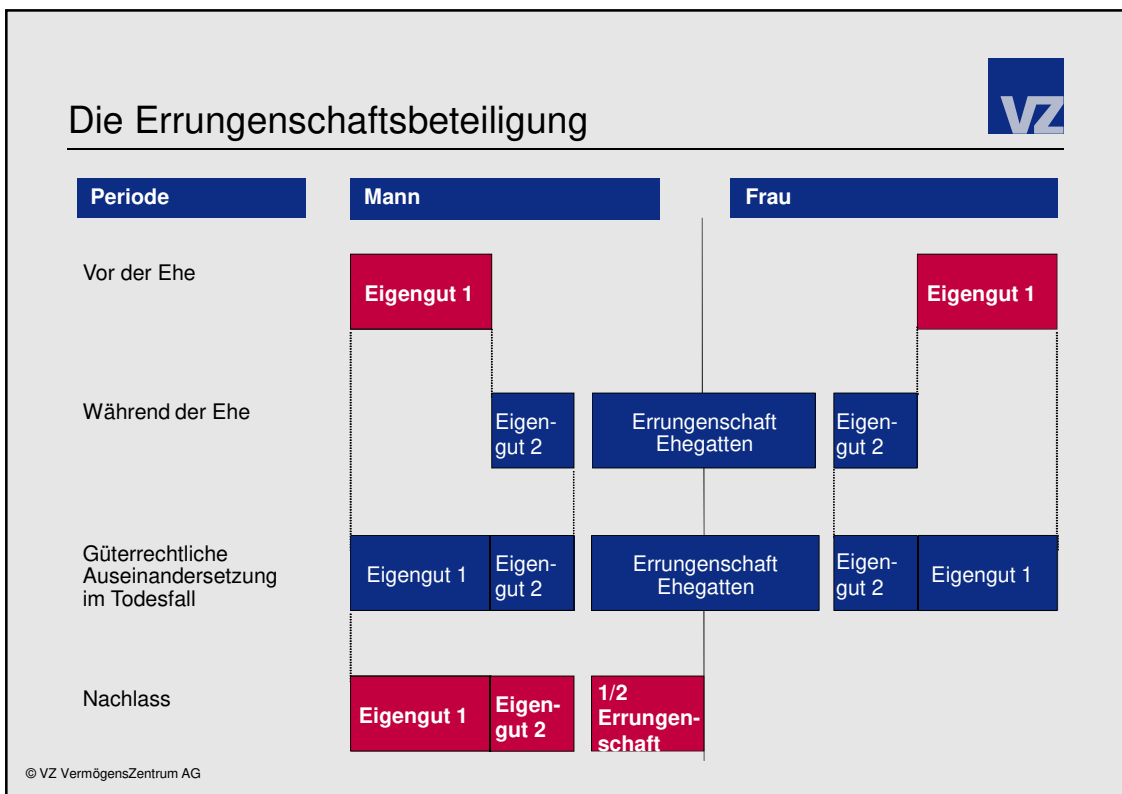 VZ
Die Errungenschaftsbeteiligung
Periode
Mann
Frau
Vor der Ehe
Eigengut 1
Eigengut 1
Während der Ehe
Eigen-
gut 2
Errungenschaft
Ehegatten
Eigen-
gut 2
Güterrechtliche
Auseinandersetzung
im Todesfall
Eigengut 1
Eigen-
gut 2
Errungenschaft
Ehegatten
Eigen-
gut 2
Eigengut 1
Nachlass
Eigengut 1
Eigen-
gut 2
1/2
Errungen-
schaft
© VZ VermögensZentrum AG